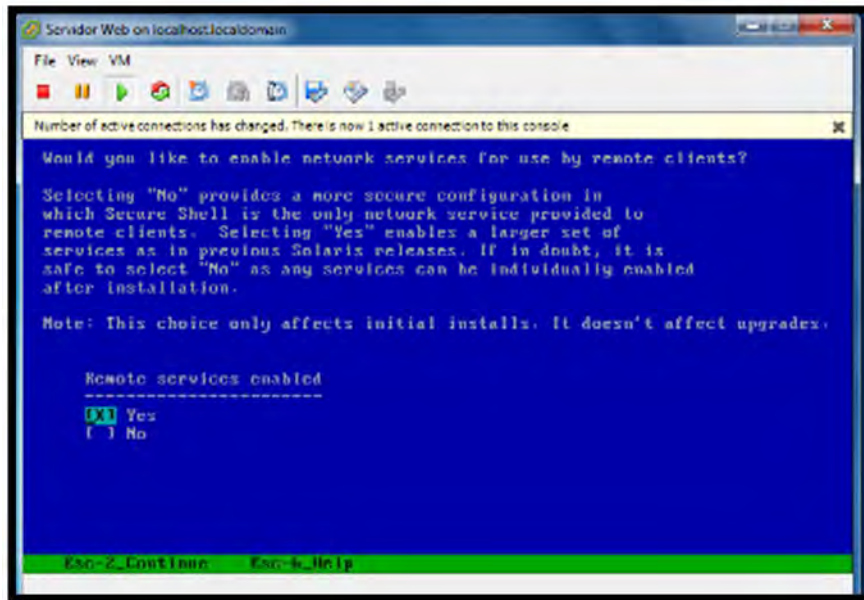 Servidor Web on localhost.localdomain
File View VM
Number of active connections has changed. There is now 1 active connection to this console
Would you like to enable network services for use by remote clients?
Selecting "No" provides a more secure configuration in
which Secure Shell is the only network service provided to
remote clients. Selecting "Yes" enables a larger set of
services as in previous Solaris releases. If in doubt, it is
safe to select "No" as any services can be individually enabled
after installation.
Note: This choice only affects initial installs. It doesn't affect upgrades.
Remote services enabled
-----------------------
[X] Yes
[ ] No
Esc-2_Continue Esc-6_Help